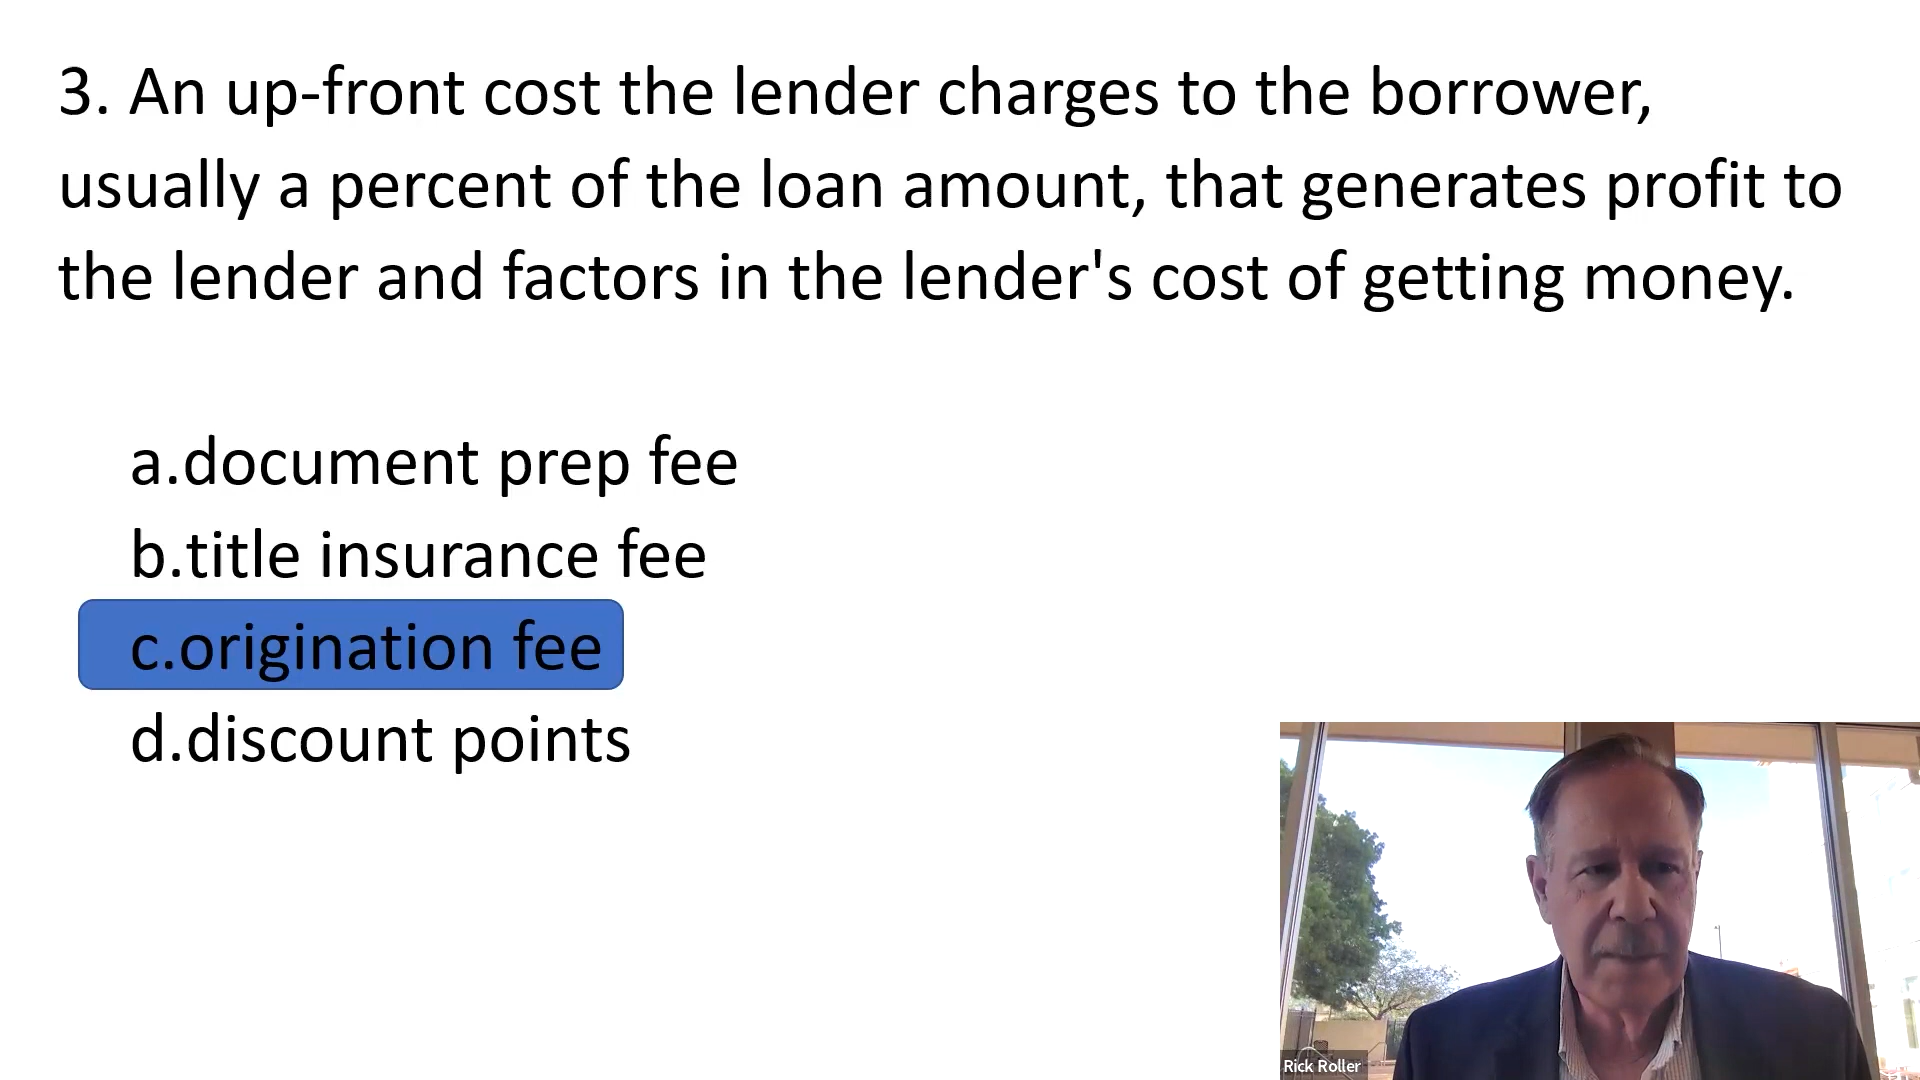 3. An up-front cost the lender charges to the borrower,
usually a percent of the loan amount, that generates profit to
the lender and factors in the lender's cost of getting money.
a.document prep fee
b.title insurance fee
c.origination fee
d.discount points
Rick Roller